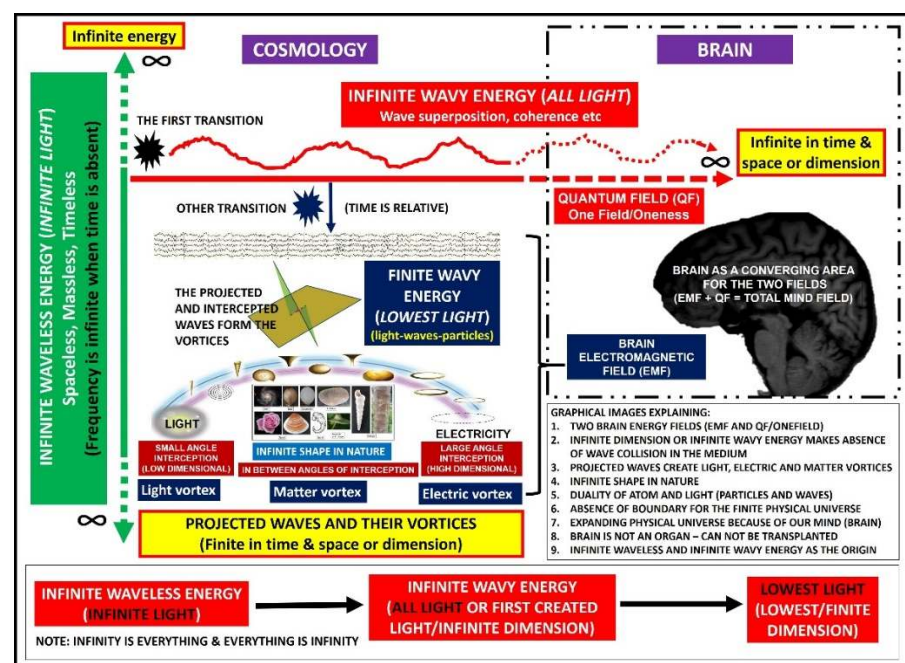 Infinite energy
∞
COSMOLOGY
BRAIN
INFINITE WAVELESS ENERGY (INFINITE LIGHT)
Spaceless, Massless, Timeless
(Frequency is infinite when time is absent)
∞
INFINITE WAVY ENERGY (ALL LIGHT)
Wave superposition, coherence etc
THE FIRST TRANSITION
∞
Infinite in time &
space or dimension
QUANTUM FIELD (QF)
One Field/Oneness
OTHER TRANSITION
(TIME IS RELATIVE)
THE PROJECTED
AND INTERCEPTED
WAVES FORM THE
VORTICES
FINITE WAVY
ENERGY
(LOWEST LIGHT)
(light-waves-particles)
BRAIN AS A CONVERGING AREA
FOR THE TWO FIELDS
(EMF + QF = TOTAL MIND FIELD)
BRAIN
ELECTROMAGNETIC
FIELD (EMF)
LIGHT
ELECTRICITY
SMALL ANGLE
INTERCEPTION
(LOW DIMENSIONAL)
INFINITE SHAPE IN NATURE
IN BETWEEN ANGLES OF INTERCEPTION
LARGE ANGLE
INTERCEPTION
(HIGH DIMENSIONAL)
Light vortex
Matter vortex
Electric vortex
PROJECTED WAVES AND THEIR VORTICES
(Finite in time & space or dimension)
GRAPHICAL IMAGES EXPLAINING:
1. TWO BRAIN ENERGY FIELDS (EMF AND QF/ONEFIELD)
2. INFINITE DIMENSION OR INFINITE WAVY ENERGY MAKES ABSENCE
OF WAVE COLLISION IN THE MEDIUM
3. PROJECTED WAVES CREATE LIGHT, ELECTRIC AND MATTER VORTICES
4. INFINITE SHAPE IN NATURE
5. DUALITY OF ATOM AND LIGHT (PARTICLES AND WAVES)
6. ABSENCE OF BOUNDARY FOR THE FINITE PHYSICAL UNIVERSE
7. EXPANDING PHYSICAL UNIVERSE BECAUSE OF OUR MIND (BRAIN)
8. BRAIN IS NOT AN ORGAN – CAN NOT BE TRANSPLANTED
9. INFINITE WAVELESS AND INFINITE WAVY ENERGY AS THE ORIGIN
INFINITE WAVELESS ENERGY
(INFINITE LIGHT)
INFINITE WAVY ENERGY
(ALL LIGHT OR FIRST CREATED
LIGHT/INFINITE DIMENSION)
LOWEST LIGHT
(LOWEST/FINITE
DIMENSION)
NOTE: INFINITY IS EVERYTHING & EVERYTHING IS INFINITY